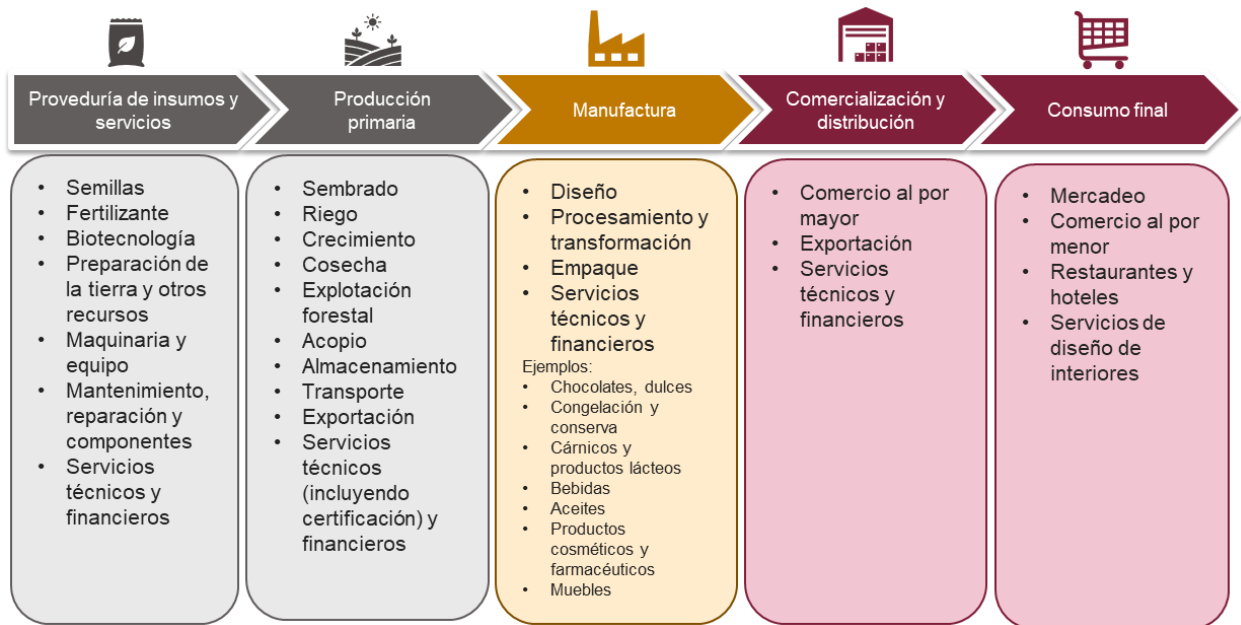 Proveduría de insumos y
servicios
Producción
primaria
Manufactura
Comercialización y
distribución
Consumo final
• Semillas
• Fertilizante
• Biotecnología
• Preparación de
la tierra y otros
recursos
• Maquinaria y
equipo
• Mantenimiento,
reparación y
componentes
• Servicios
técnicos y
financieros
• Sembrado
• Riego
• Crecimiento
• Cosecha
• Explotación
forestal
• Acopio
• Almacenamiento
• Transporte
• Exportación
• Servicios
técnicos
(incluyendo
certificación) y
financieros
• Diseño
• Procesamiento y
transformación
• Empaque
• Servicios
técnicos y
financieros
Ejemplos:
• Chocolates, dulces
• Congelación y
conserva
• Cárnicos y
productos lácteos
• Bebidas
• Aceites
• Productos
cosméticos y
farmacéuticos
• Muebles
• Comercio al por
mayor
• Exportación
• Servicios
técnicos y
financieros
• Mercadeo
• Comercio al por
menor
• Restaurantes y
hoteles
• Servicios de
diseño de
interiores